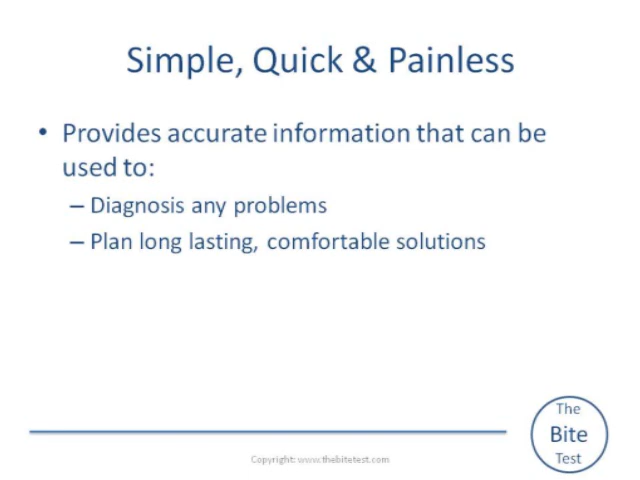 Simple, Quick & Painless
• Provides accurate information that can be
used to:
– Diagnosis any problems
– Plan long lasting, comfortable solutions
The
Bite
Test
Copyright: www.thebitetest.com